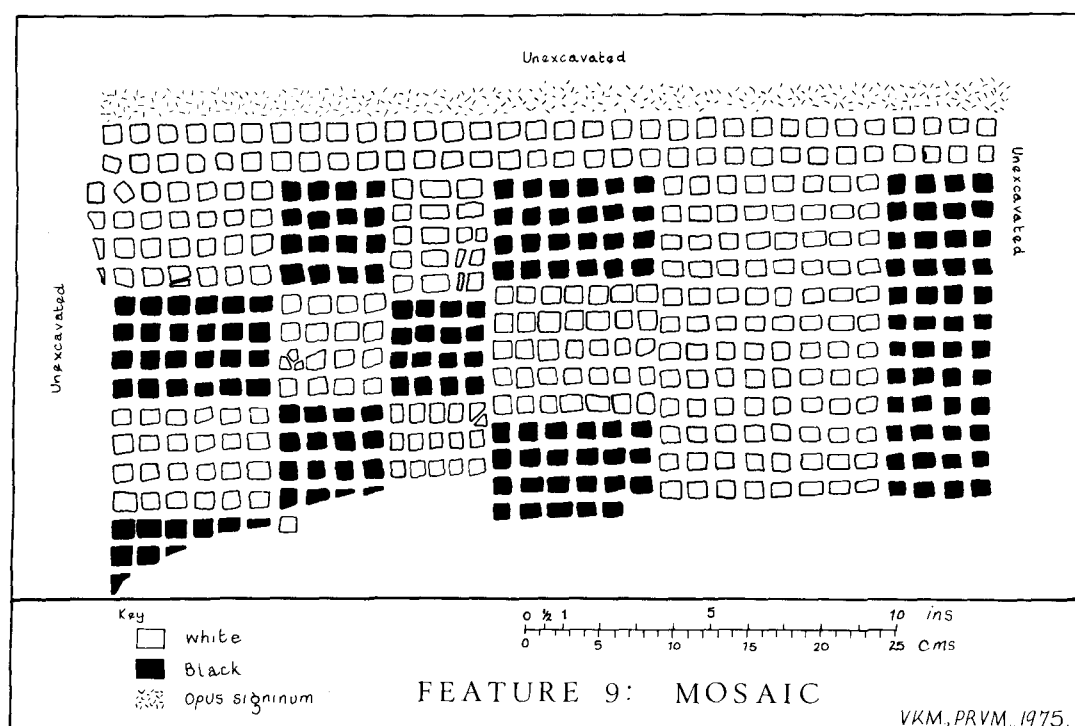 Unexcavated
Unexcavated
Unexcavated
Key
white
Black
Opus signinum
0 ½ 1 5 10 ins
0 5 10 15 20 25 cms
FEATURE 9: MOSAIC
VKM., PRVM. 1975.